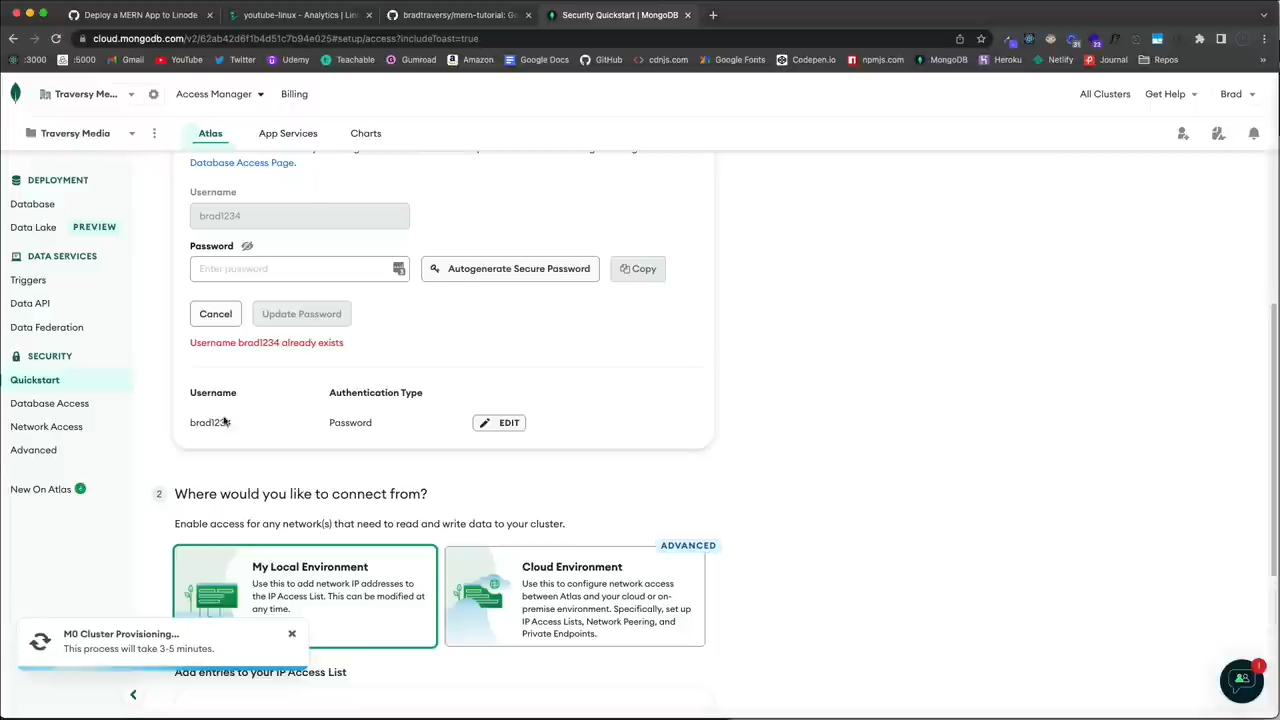 Deploy a MERN App to Linode
youtube-linux - Analytics | Lin
bradtraversy/mern-tutorial: Go
Security Quickstart | MongoDB
cloud.mongodb.com/v2/62ab42d6f1b4d51c7b94e025#setup/access?includeToast=true
:3000
:5000
Gmail
YouTube
Twitter
Udemy
Teachable
Gumroad
Amazon
Google Docs
GitHub
cdnjs.com
Google Fonts
Codepen.io
npmjs.com
MongoDB
Heroku
Netlify
Journal
Repos
Traversy Me...
Access Manager
Billing
All Clusters
Get Help
Brad
Traversy Media
Atlas
App Services
Charts
DEPLOYMENT
Database
Data Lake PREVIEW
DATA SERVICES
Triggers
Data API
Data Federation
SECURITY
Quickstart
Database Access
Network Access
Advanced
New On Atlas
Database Access Page.
Username
brad1234
Password
Enter password
Autogenerate Secure Password
Copy
Cancel
Update Password
Username brad1234 already exists
Username Authentication Type
brad1234 Password EDIT
2 Where would you like to connect from?
Enable access for any network(s) that need to read and write data to your cluster.
My Local Environment
Use this to add network IP addresses to
the IP Access List. This can be modified at
any time.
ADVANCED
Cloud Environment
Use this to configure network access
between Atlas and your cloud or on-
premise environment. Specifically, set up
IP Access Lists, Network Peering, and
Private Endpoints.
M0 Cluster Provisioning...
This process will take 3-5 minutes.
Add entries to your IP Access List